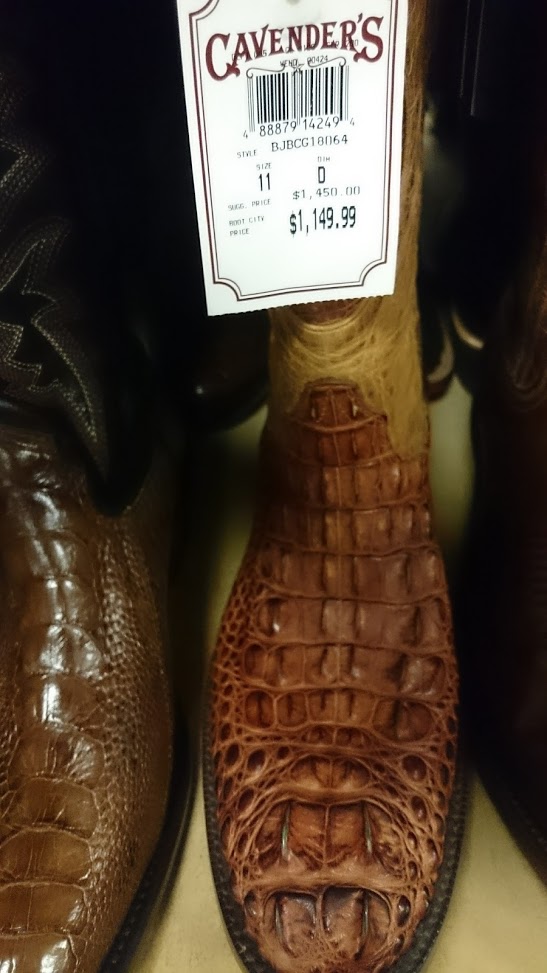 CAVENDER'S
4 88879 14249 4
STYLE BJBCG18064
SIZE DIM
11 D
SUGG. PRICE $1,450.00
BOOT CITY PRICE $1,149.99